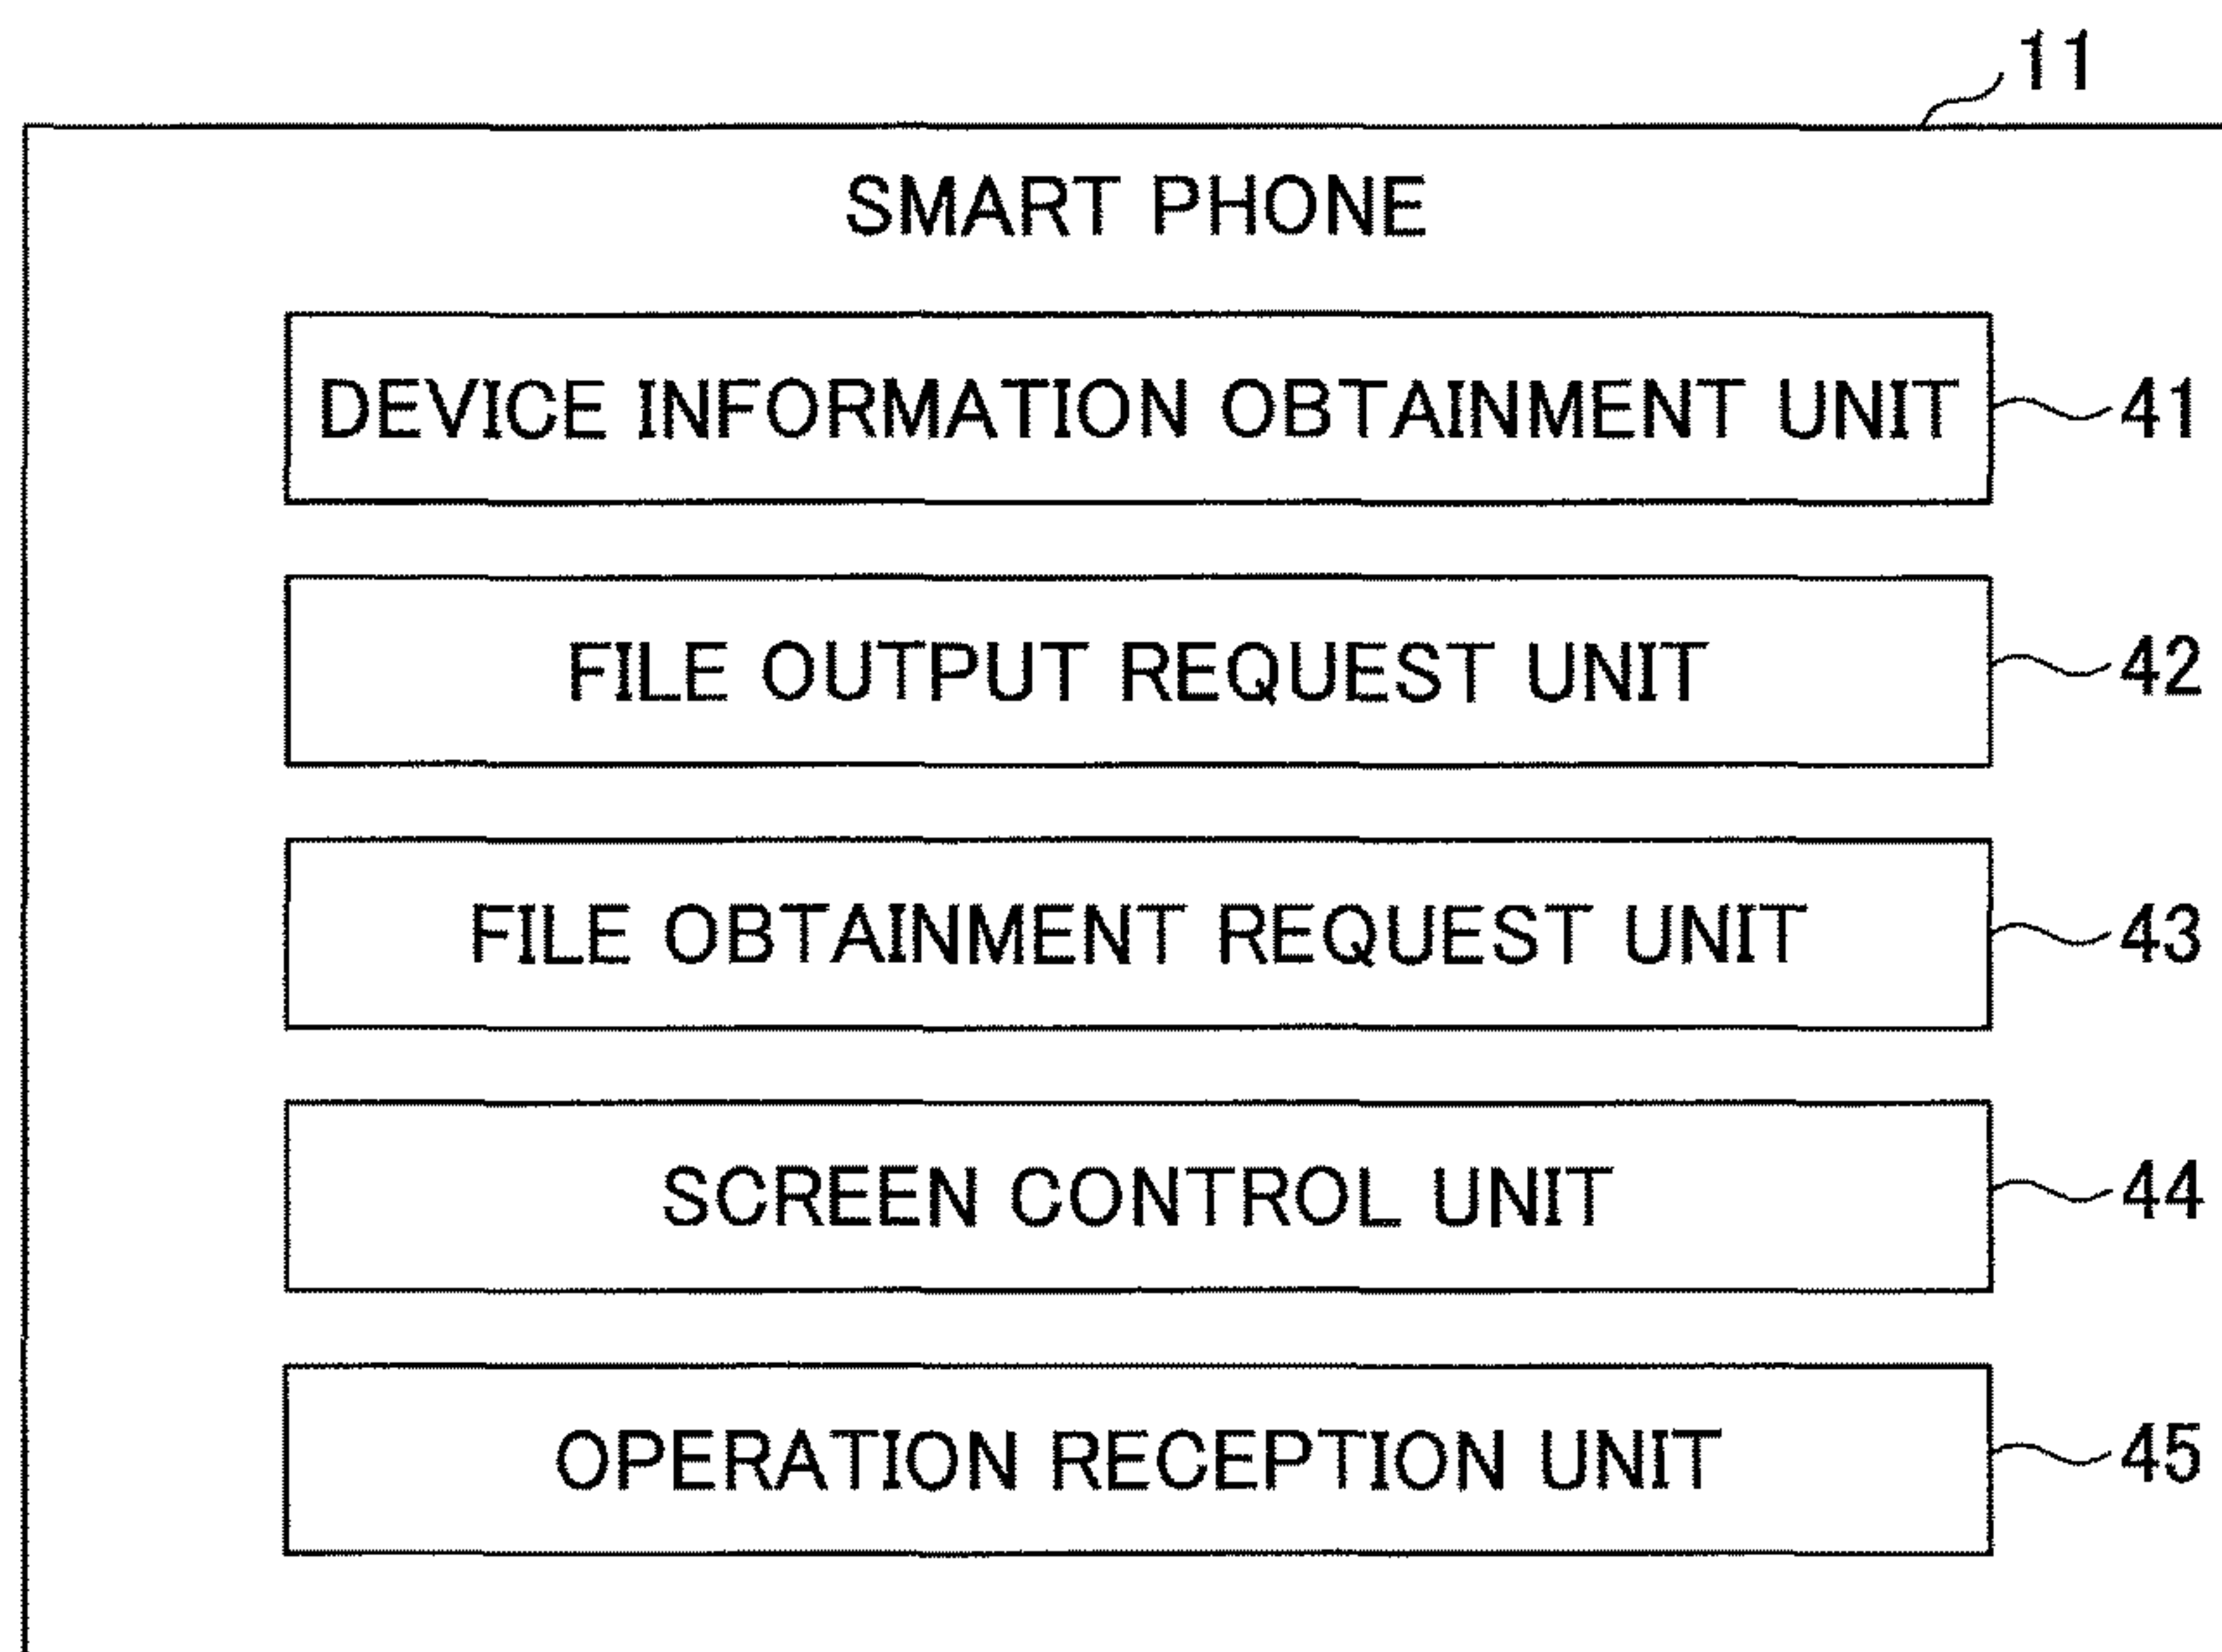 11
SMART PHONE
DEVICE INFORMATION OBTAINMENT UNIT 41
FILE OUTPUT REQUEST UNIT 42
FILE OBTAINMENT REQUEST UNIT 43
SCREEN CONTROL UNIT 44
OPERATION RECEPTION UNIT 45